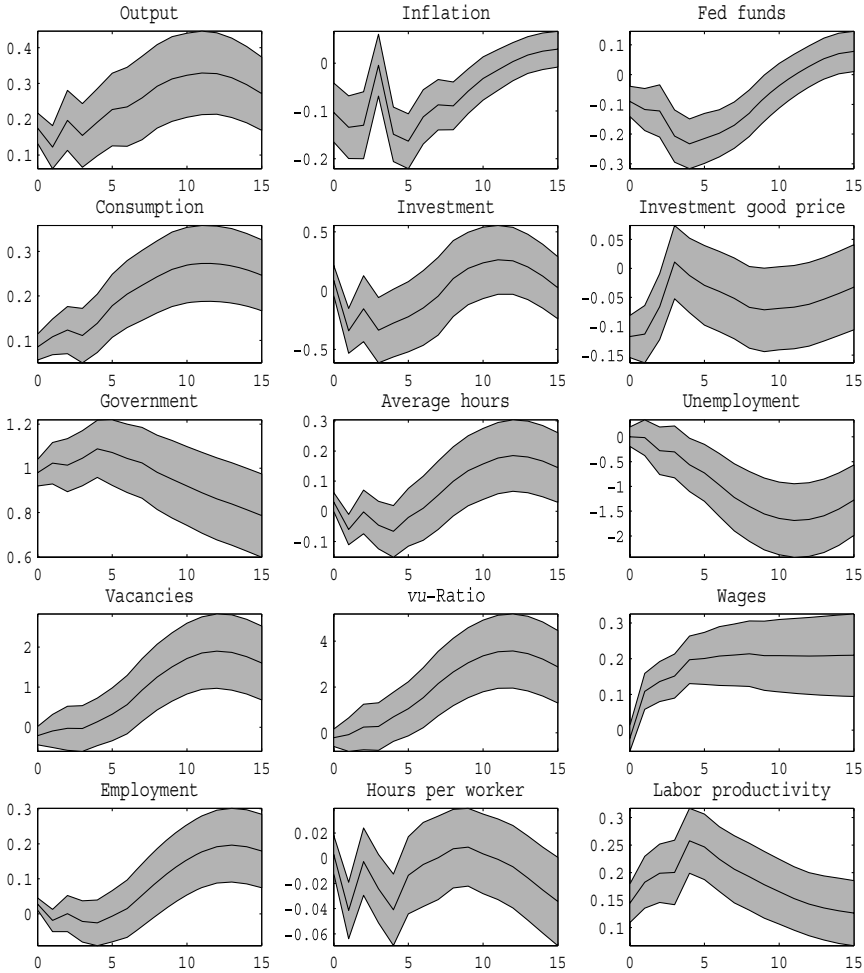 Output Inflation Fed funds
0.4 0.3 0.2 0.1
0 -0.1 -0.2
0.1 0 -0.1 -0.2 -0.3
0 5 10 15 0 5 10 15 0 5 10 15
Consumption Investment Investment good price
0.3 0.2 0.1
0.5 0 -0.5
0.05 0 -0.05 -0.1 -0.15
0 5 10 15 0 5 10 15 0 5 10 15
Government Average hours Unemployment
1.2 1 0.8 0.6
0.3 0.2 0.1 0 -0.1
0 -0.5 -1 -1.5 -2
0 5 10 15 0 5 10 15 0 5 10 15
Vacancies vu-Ratio Wages
2 1 0
4 2 0
0.3 0.2 0.1 0
0 5 10 15 0 5 10 15 0 5 10 15
Employment Hours per worker Labor productivity
0.3 0.2 0.1 0
0.02 0 -0.02 -0.04 -0.06
0.3 0.25 0.2 0.15 0.1
0 5 10 15 0 5 10 15 0 5 10 15